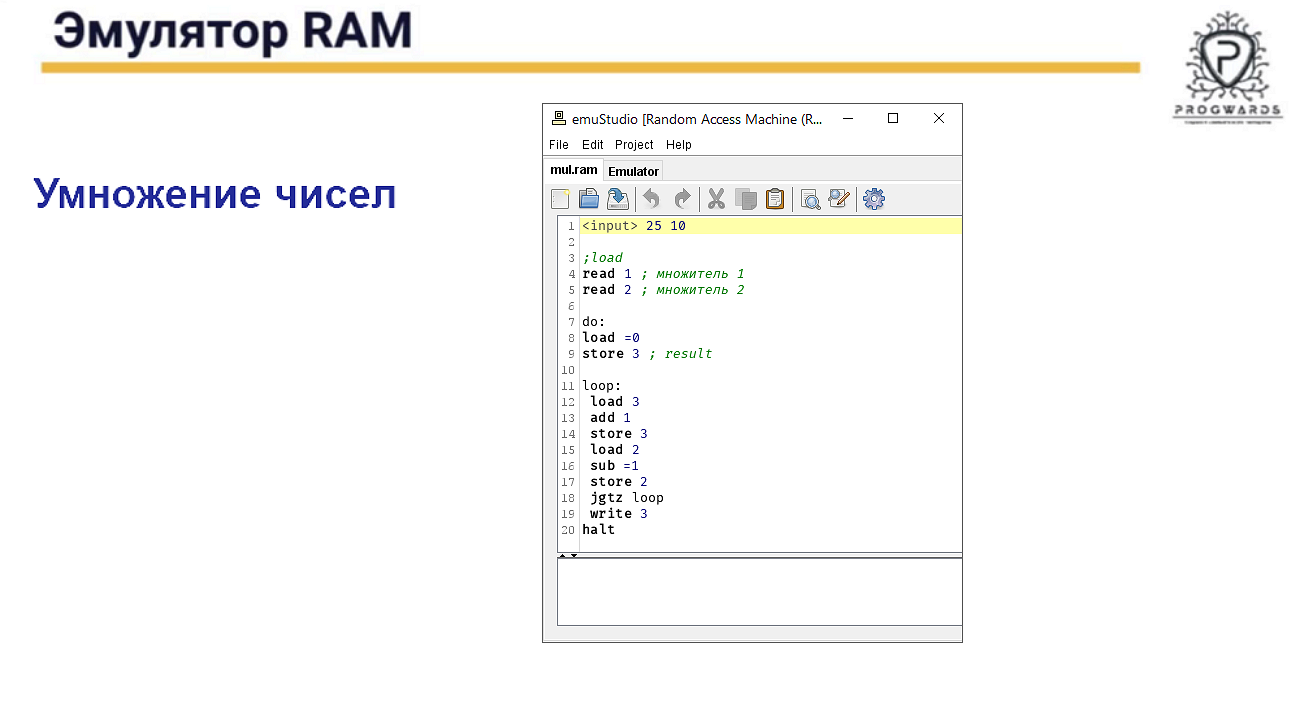 Эмулятор RAM
PROGWARDS
Умножение чисел
emuStudio [Random Access Machine (R...
File Edit Project Help
mul.ram Emulator
1 <input> 25 10
2
3 ;load
4 read 1 ; множитель 1
5 read 2 ; множитель 2
6
7 do:
8 load =0
9 store 3 ; result
10
11 loop:
12 load 3
13 add 1
14 store 3
15 load 2
16 sub =1
17 store 2
18 jgtz loop
19 write 3
20 halt